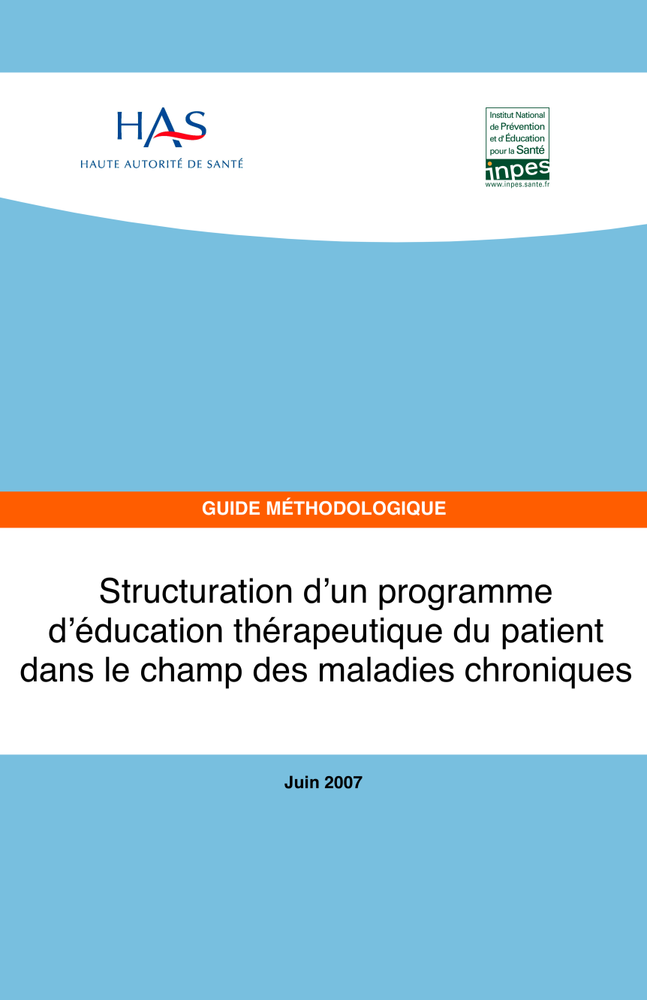 HAS
HAUTE AUTORITÉ DE SANTÉ
Institut National
de Prévention
et d'Éducation
pour la Santé
inpes
www.inpes.sante.fr
GUIDE MÉTHODOLOGIQUE
Structuration d’un programme
d’éducation thérapeutique du patient
dans le champ des maladies chroniques
Juin 2007